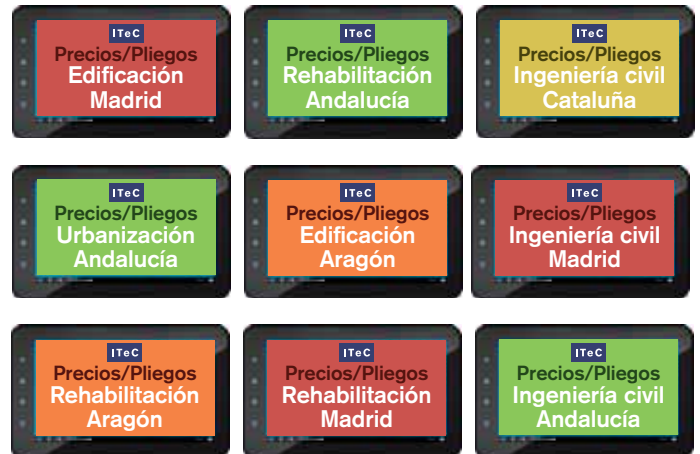 ITeC
Precios/Pliegos
Edificación
Madrid
ITeC
Precios/Pliegos
Rehabilitación
Andalucía
ITeC
Precios/Pliegos
Ingeniería civil
Cataluña
ITeC
Precios/Pliegos
Urbanización
Andalucía
ITeC
Precios/Pliegos
Edificación
Aragón
ITeC
Precios/Pliegos
Ingeniería civil
Madrid
ITeC
Precios/Pliegos
Rehabilitación
Aragón
ITeC
Precios/Pliegos
Rehabilitación
Madrid
ITeC
Precios/Pliegos
Ingeniería civil
Andalucía